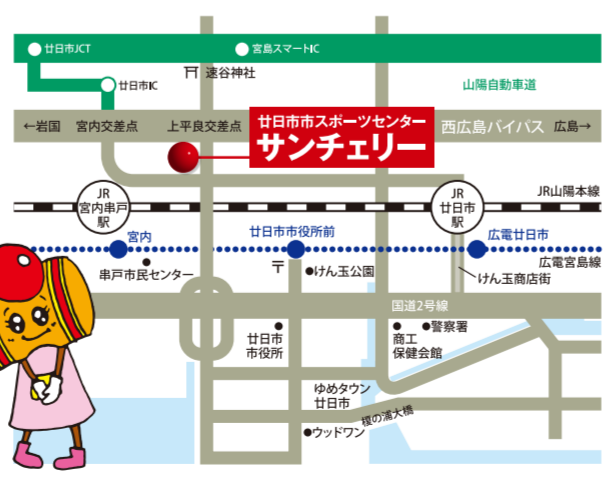 廿日市JCT
宮島スマートIC
速谷神社
廿日市IC
山陽自動車道
←岩国
宮内交差点
上平良交差点
廿日市市スポーツセンター
サンチェリー
西広島バイパス
広島→
JR
宮内串戸
駅
JR
廿日市
駅
JR山陽本線
宮内
廿日市市役所前
広電廿日市
広電宮島線
串戸市民センター
〒
●けん玉公園
けん玉商店街
国道2号線
廿日市
市役所
商工
保健会館
●警察署
ゆめタウン
廿日市
榎の浦大橋
●ウッドワン